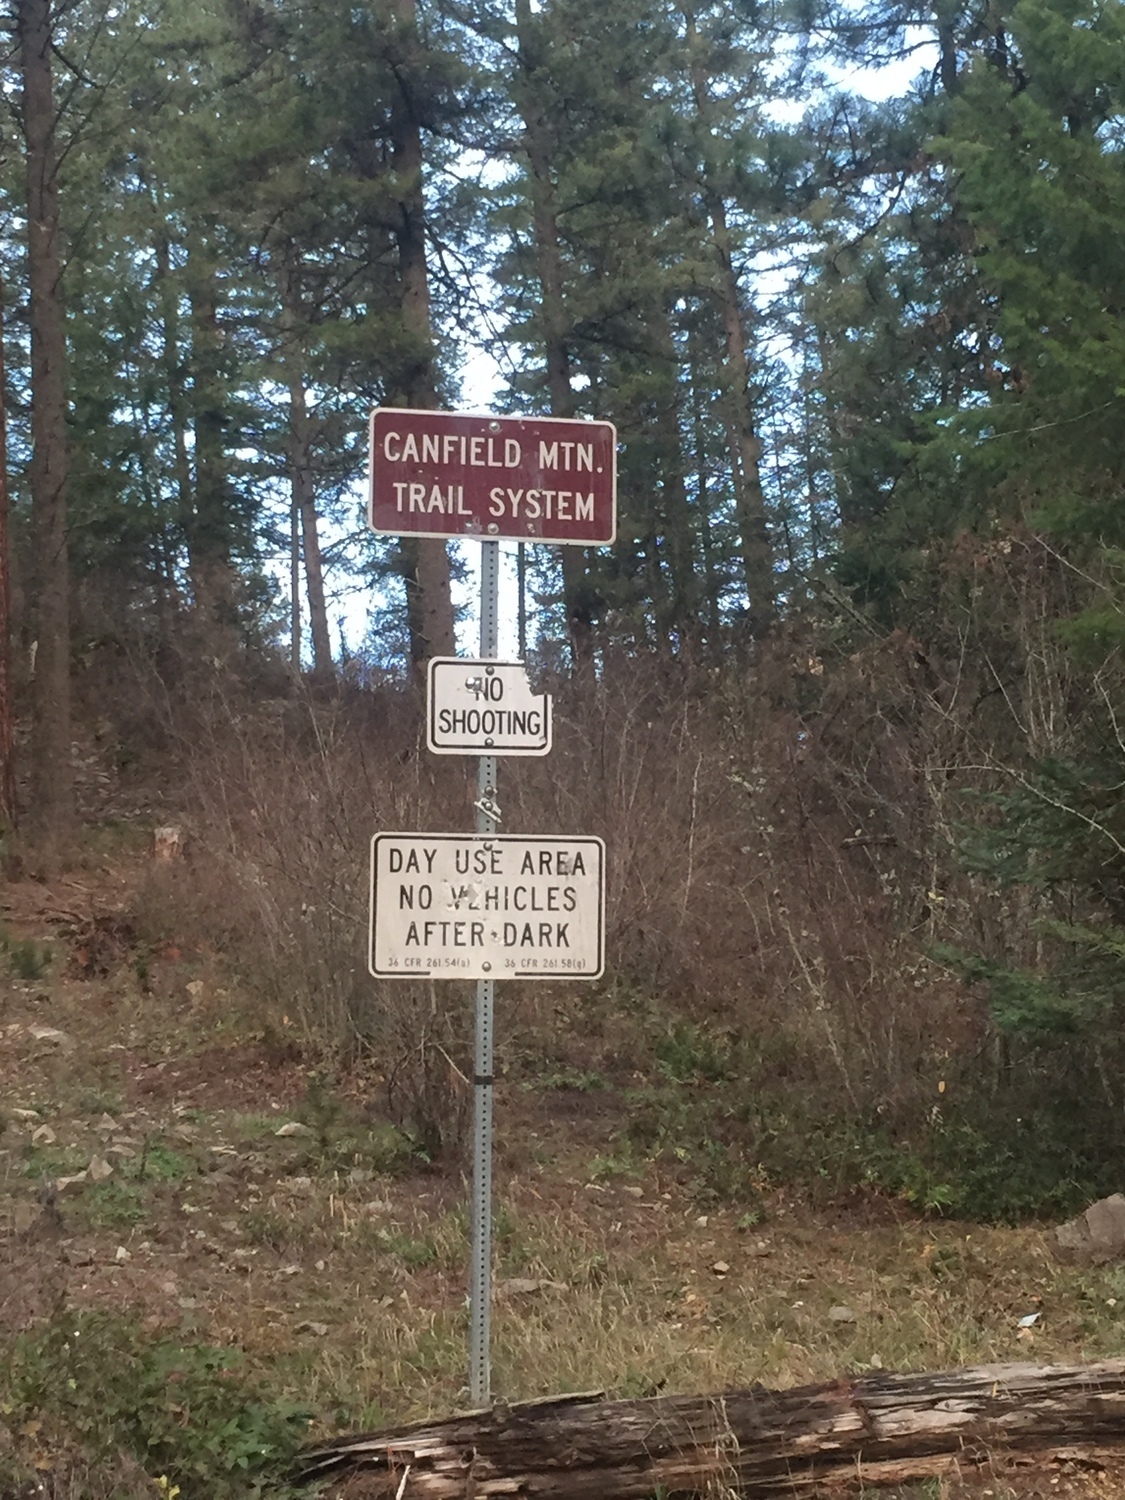 CANFIELD MTN.
TRAIL SYSTEM
NO
SHOOTING
DAY USE AREA
NO VEHICLES
AFTER DARK
36 CFR 261.54(a) 36 CFR 261.58(g)